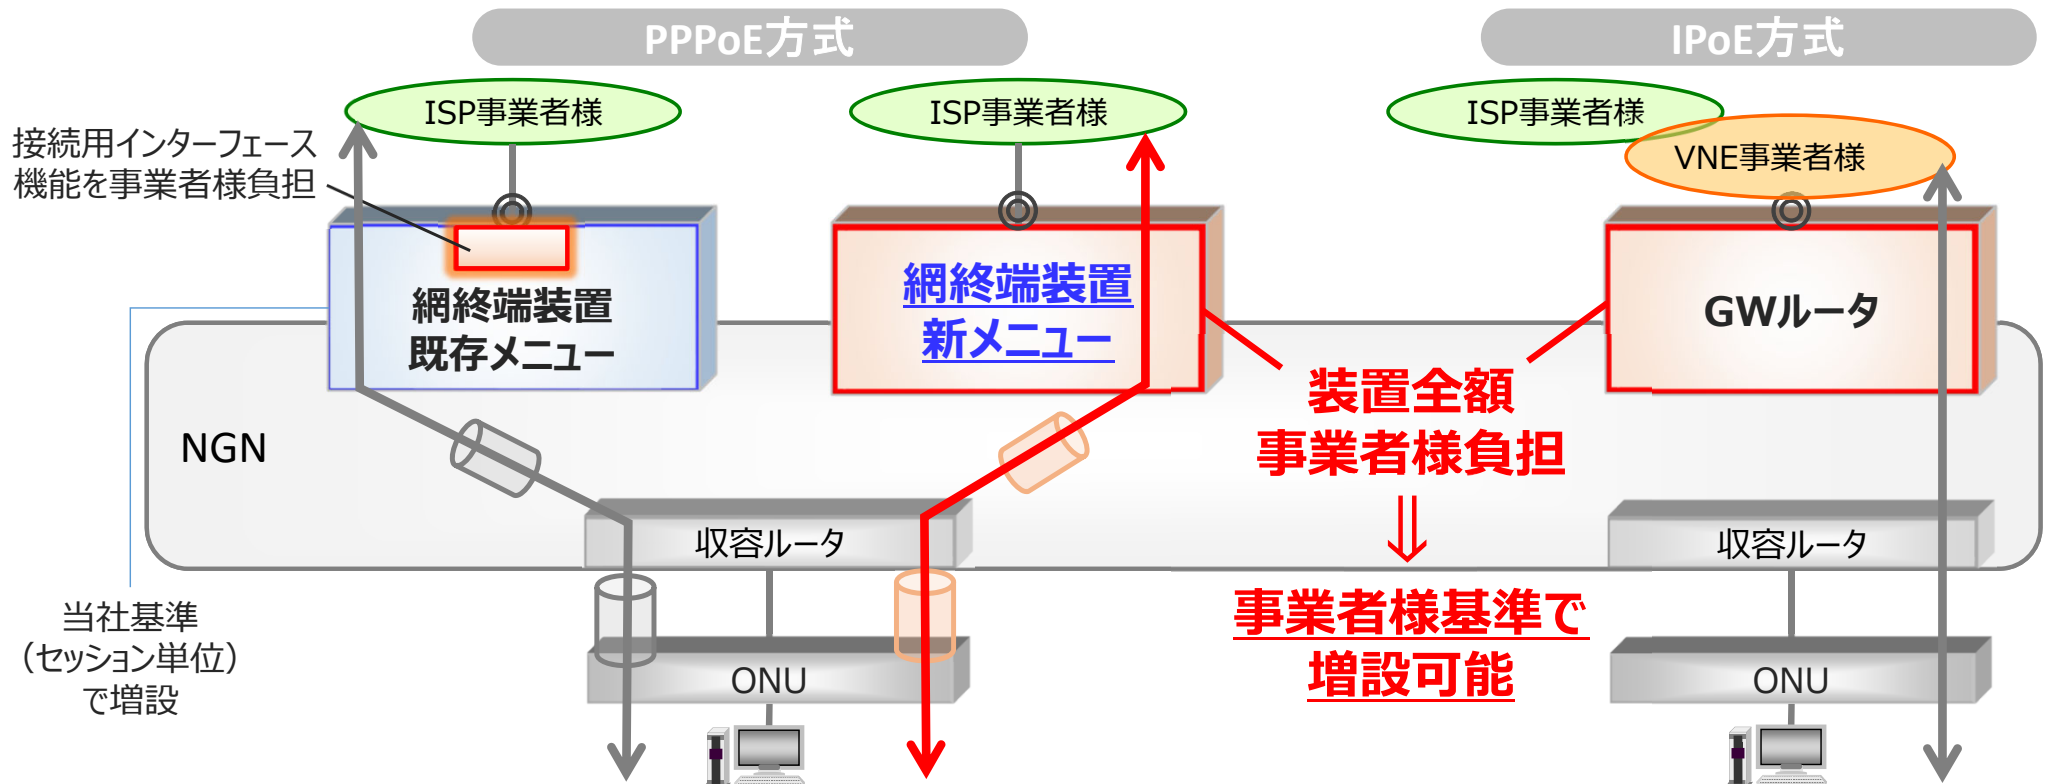 PPPoE方式
IPoE方式
ISP事業者様
ISP事業者様
ISP事業者様
VNE事業者様
接続用インターフェース
機能を事業者様負担
網終端装置
既存メニュー
網終端装置
新メニュー
GWルータ
装置全額
事業者様負担
⇓
事業者様基準で
増設可能
NGN
収容ルータ
収容ルータ
当社基準
（セッション単位）
で増設
ONU
ONU